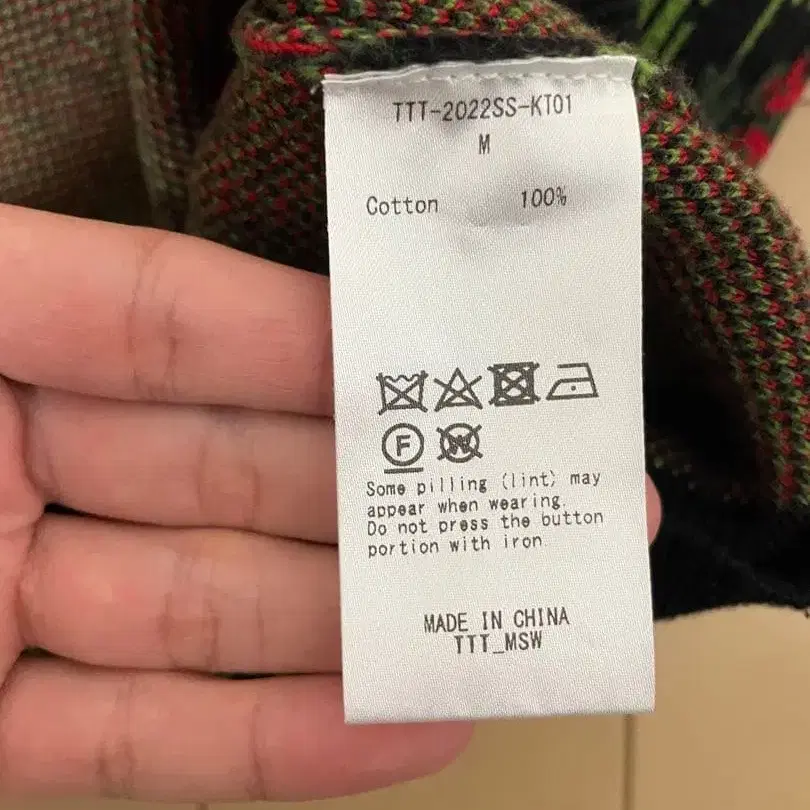 TTT-2022SS-KT01
M
Cotton 100%
F W
Some pilling (lint) may
appear when wearing.
Do not press the button
portion with iron.
MADE IN CHINA
TTT_MSW